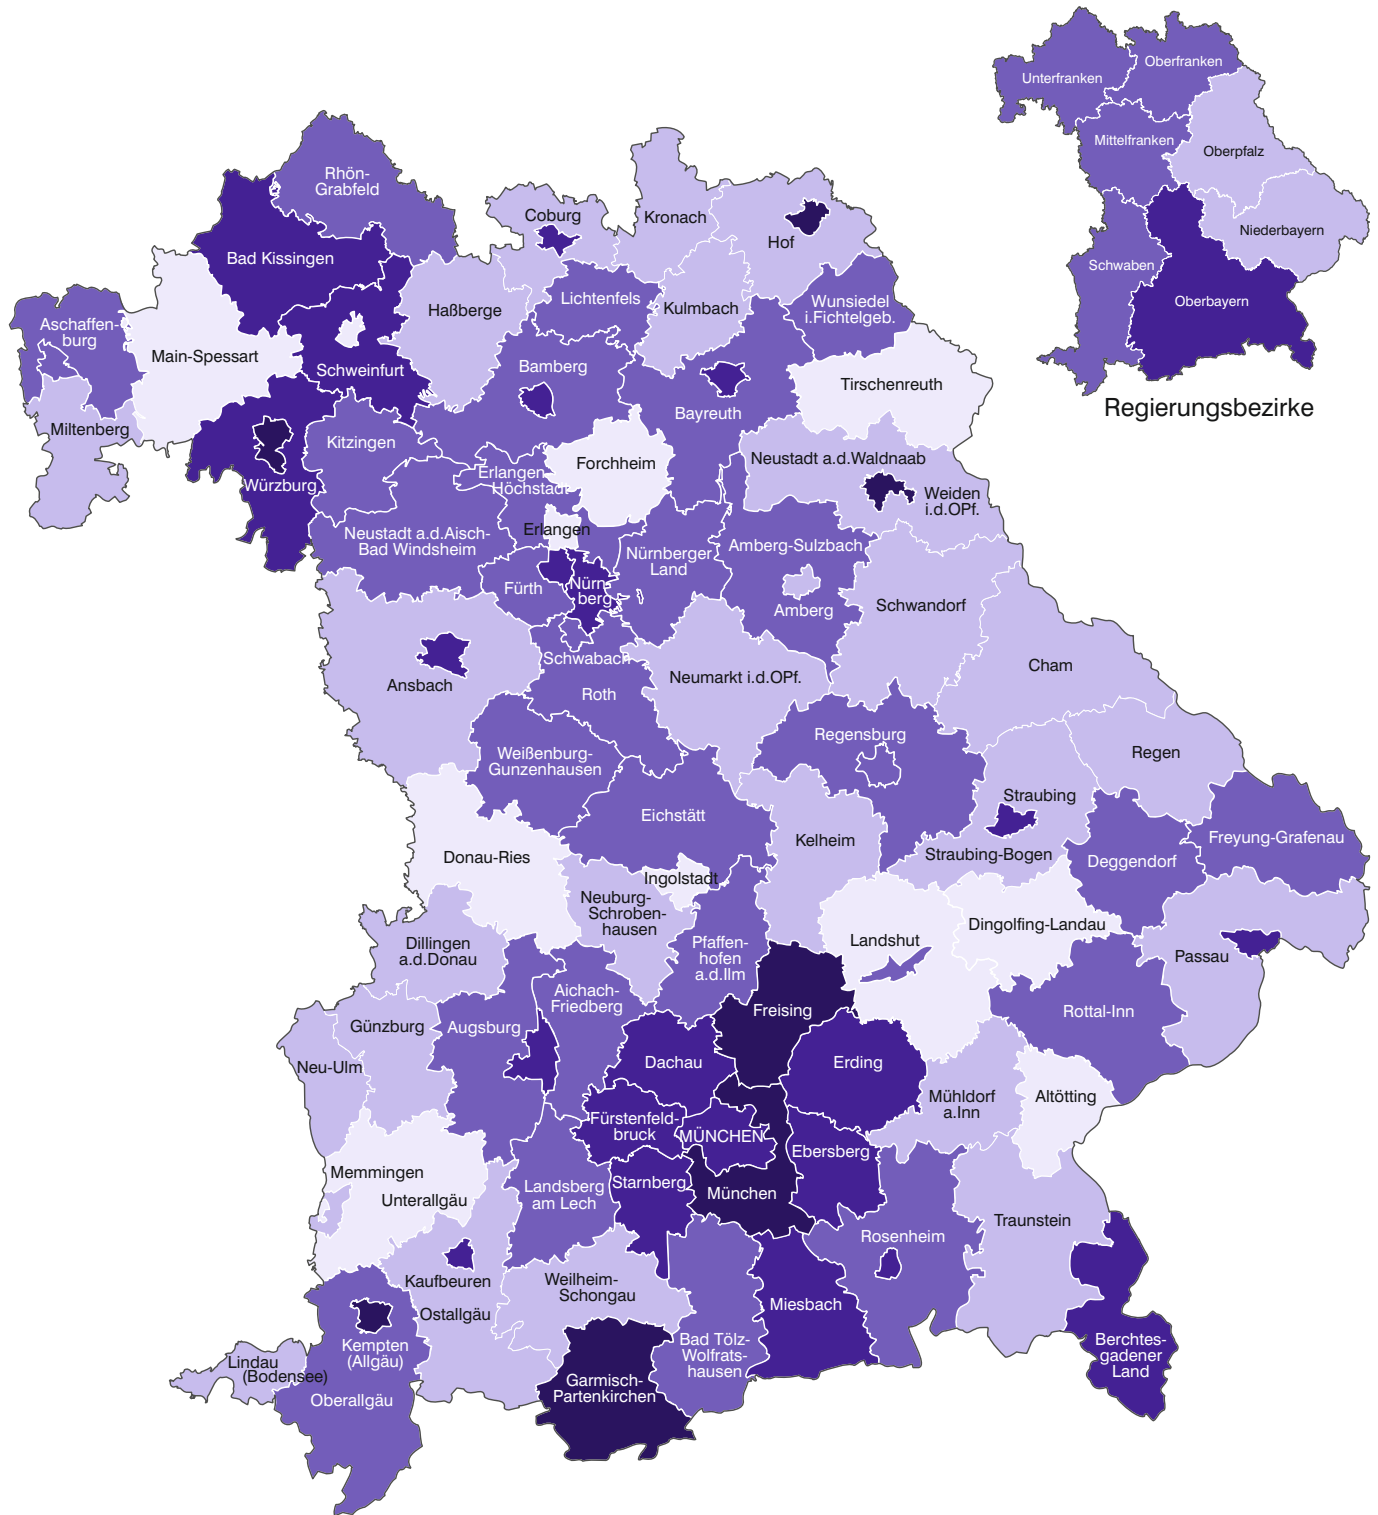 Unterfranken
Oberfranken
Mittelfranken
Oberpfalz
Niederbayern
Schwaben
Oberbayern
Regierungsbezirke
Rhön-
Grabfeld
Bad Kissingen
Coburg
Kronach
Hof
Aschaffen-
burg
Main-Spessart
Schweinfurt
Haßberge
Lichtenfels
Kulmbach
Wunsiedel
i.Fichtelgeb.
Bamberg
Bayreuth
Tirschenreuth
Miltenberg
Würzburg
Kitzingen
Erlangen-
Höchstadt
Forchheim
Neustadt a.d.Waldnaab
Weiden
i.d.OPf.
Neustadt a.d.Aisch-
Bad Windsheim
Erlangen
Fürth
Nürn-
berg
Nürnberger
Land
Amberg-Sulzbach
Amberg
Schwandorf
Cham
Ansbach
Schwabach
Roth
Neumarkt i.d.OPf.
Regensburg
Regen
Weißenburg-
Gunzenhausen
Eichstätt
Kelheim
Straubing
Straubing-Bogen
Deggendorf
Freyung-Grafenau
Donau-Ries
Ingolstadt
Neuburg-
Schroben-
hausen
Pfaffen-
hofen
a.d.Ilm
Landshut
Dingolfing-Landau
Passau
Dillingen
a.d.Donau
Aichach-
Friedberg
Freising
Rottal-Inn
Günzburg
Augsburg
Neu-Ulm
Dachau
Erding
Mühldorf
a.Inn
Altötting
Fürstenfeld-
bruck
MÜNCHEN
Ebersberg
Memmingen
Unterallgäu
Landsberg
am Lech
Starnberg
München
Rosenheim
Traunstein
Kaufbeuren
Ostallgäu
Weilheim-
Schongau
Miesbach
Bad Tölz-
Wolfrats-
hausen
Berchtes-
gadener
Land
Kempten
(Allgäu)
Lindau
(Bodensee)
Oberallgäu
Garmisch-
Partenkirchen